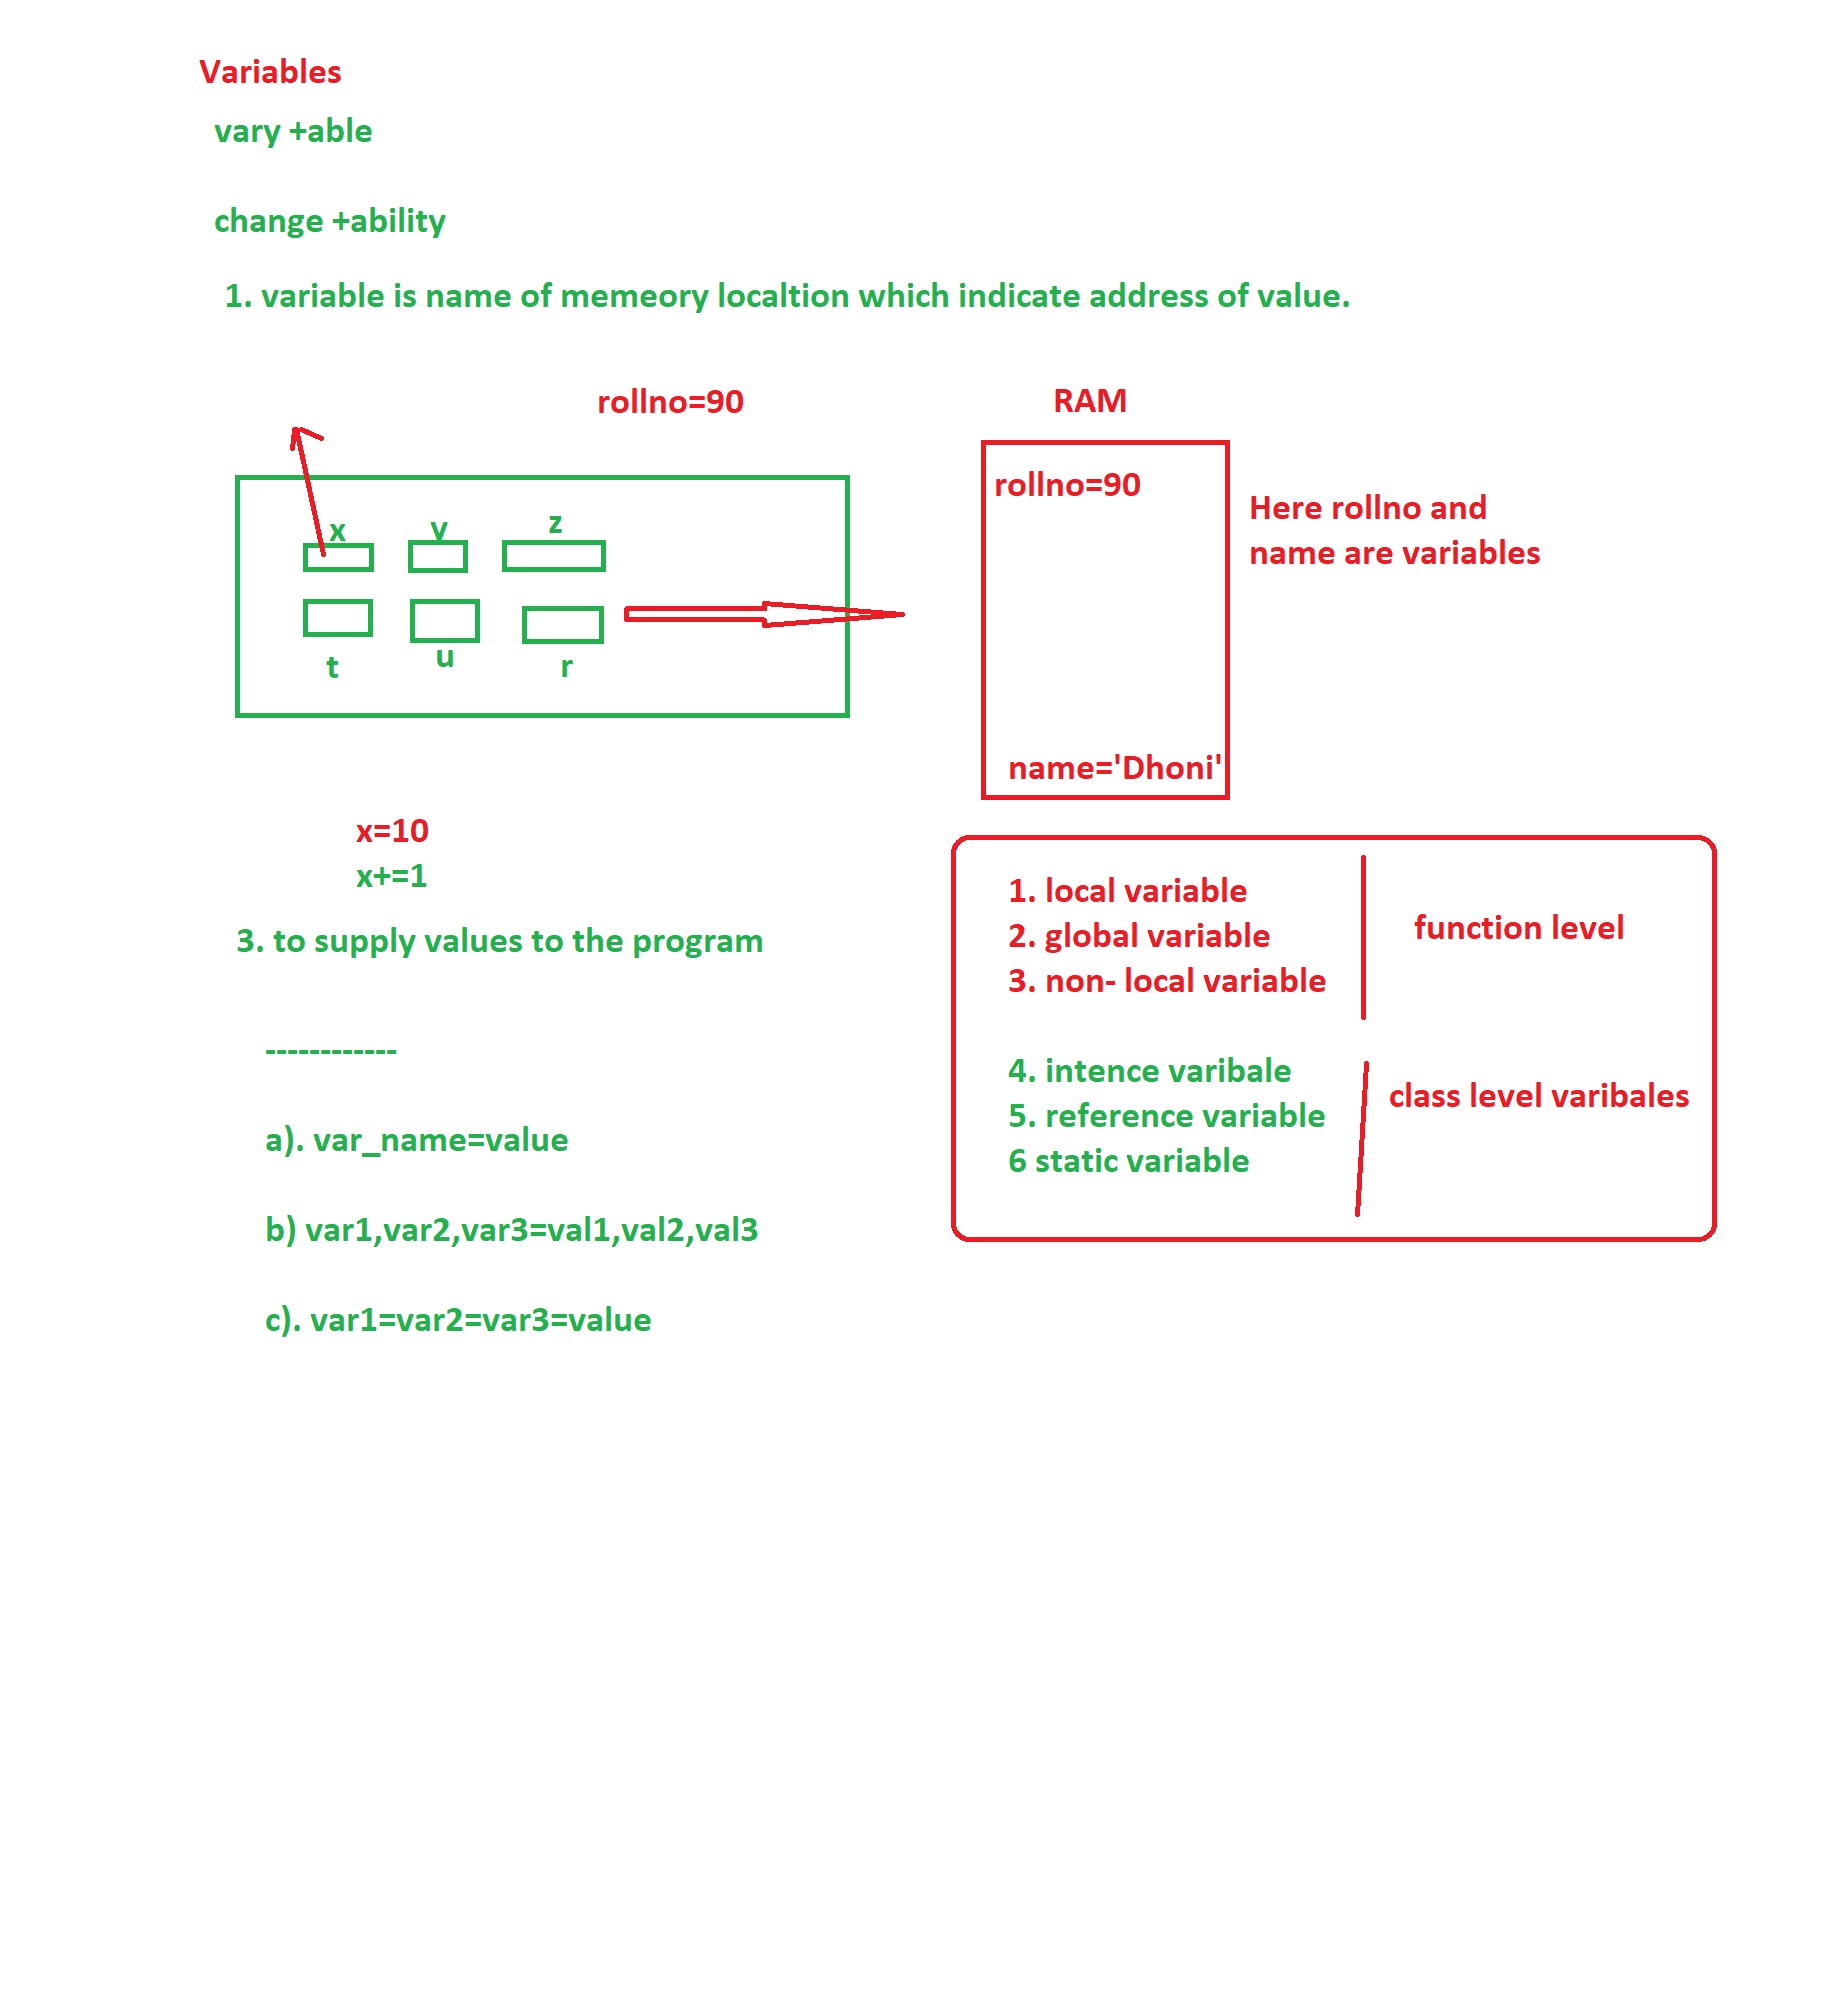 Variables
vary +able
change +ability
1. variable is name of memeory localtion which indicate address of value.
rollno=90
x
y
z
t
u
r
RAM
rollno=90
name='Dhoni'
Here rollno and
name are variables
x=10
x+=1
3. to supply values to the program
------------
a). var_name=value
b) var1,var2,var3=val1,val2,val3
c). var1=var2=var3=value
1. local variable
2. global variable
3. non- local variable
function level
4. intence varibale
5. reference variable
6 static variable
class level varibales